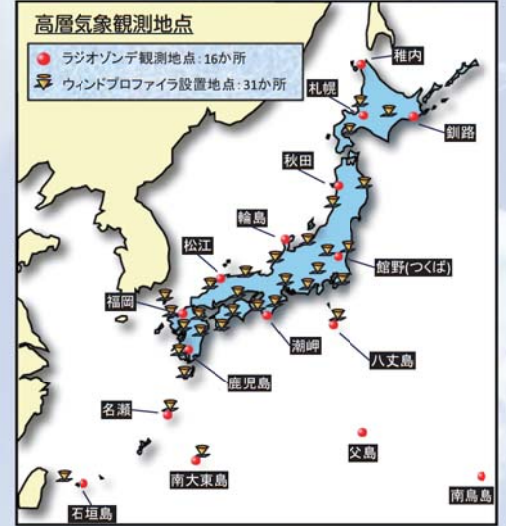 高層気象観測地点
ラジオゾンデ観測地点：16か所
ウィンドプロファイラ設置地点：31か所
稚内
札幌
釧路
秋田
輪島
松江
館野(つくば)
福岡
潮岬
八丈島
鹿児島
名瀬
父島
南大東島
南鳥島
石垣島